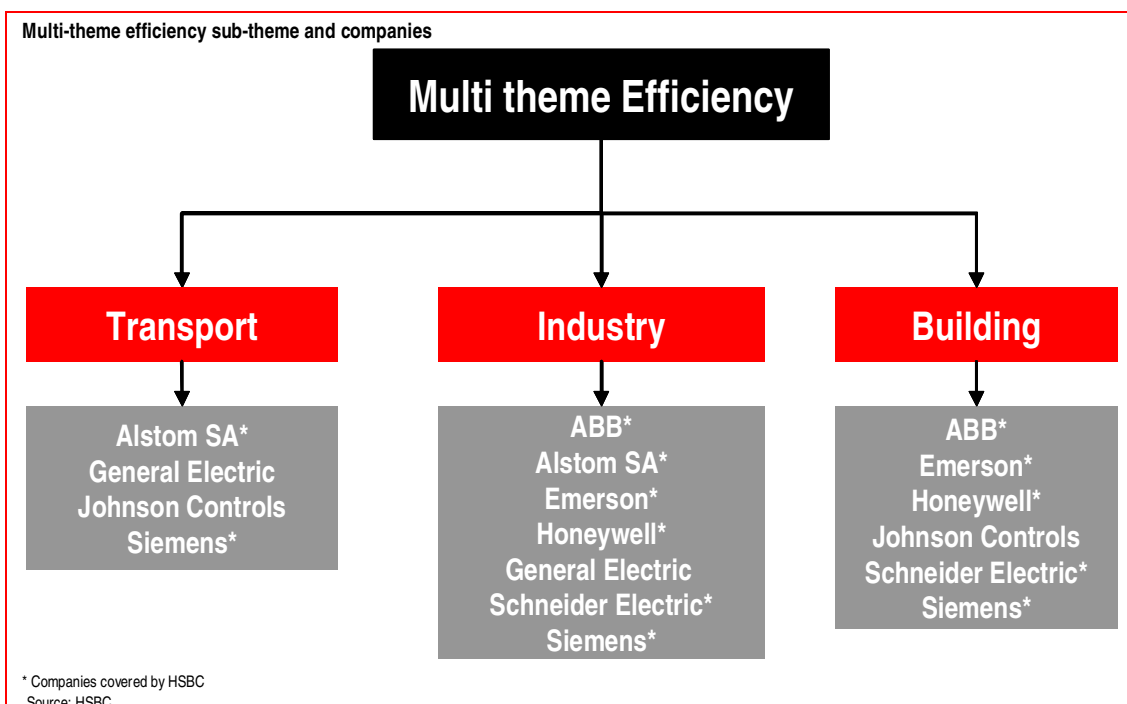 Multi-theme efficiency sub-theme and companies
Multi theme Efficiency
Transport
Industry
Building
Alstom SA*
General Electric
Johnson Controls
Siemens*
ABB*
Alstom SA*
Emerson*
Honeywell*
General Electric
Schneider Electric*
Siemens*
ABB*
Emerson*
Honeywell*
Johnson Controls
Schneider Electric*
Siemens*
* Companies covered by HSBC
Source: HSBC